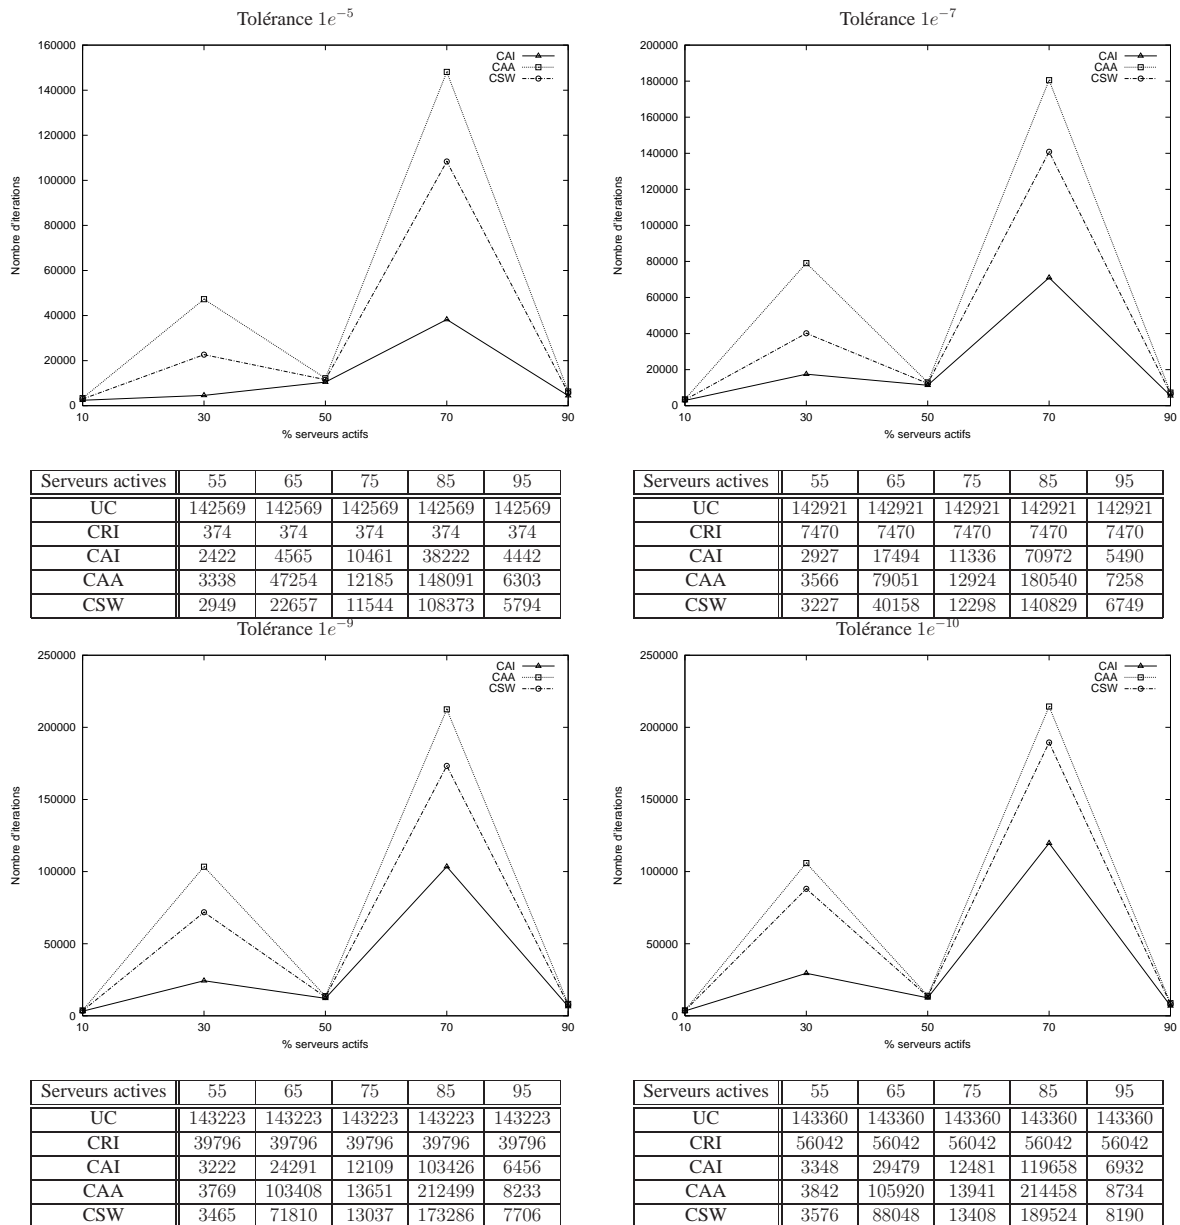 Tolérance 1e⁻⁵
160000
140000
120000
100000
80000
60000
40000
20000
0
Nombre d'iterations
CAI
CAA
CSW
10 30 50 70 90
% serveurs actifs
Serveurs actives 55 65 75 85 95
UC 142569 142569 142569 142569 142569
CRI 374 374 374 374 374
CAI 2422 4565 10461 38222 4442
CAA 3338 47254 12185 148091 6303
CSW 2949 22657 11544 108373 5794
Tolérance 1e⁻⁷
200000
180000
160000
140000
120000
100000
80000
60000
40000
20000
0
Nombre d'iterations
CAI
CAA
CSW
10 30 50 70 90
% serveurs actifs
Serveurs actives 55 65 75 85 95
UC 142921 142921 142921 142921 142921
CRI 7470 7470 7470 7470 7470
CAI 2927 17494 11336 70972 5490
CAA 3566 79051 12924 180540 7258
CSW 3227 40158 12298 140829 6749
Tolérance 1e⁻⁹
250000
200000
150000
100000
50000
0
Nombre d'iterations
CAI
CAA
CSW
10 30 50 70 90
% serveurs actifs
Serveurs actives 55 65 75 85 95
UC 143223 143223 143223 143223 143223
CRI 39796 39796 39796 39796 39796
CAI 3222 24291 12109 103426 6456
CAA 3769 103408 13651 212499 8233
CSW 3465 71810 13037 173286 7706
Tolérance 1e⁻¹⁰
250000
200000
150000
100000
50000
0
Nombre d'iterations
CAI
CAA
CSW
10 30 50 70 90
% serveurs actifs
Serveurs actives 55 65 75 85 95
UC 143360 143360 143360 143360 143360
CRI 56042 56042 56042 56042 56042
CAI 3348 29479 12481 119658 6932
CAA 3842 105920 13941 214458 8734
CSW 3576 88048 13408 189524 8190